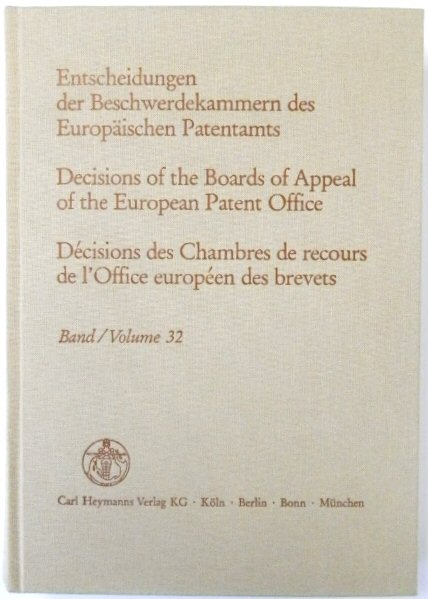 Entscheidungen
der Beschwerdekammern des
Europäischen Patentamts
Decisions of the Boards of Appeal
of the European Patent Office
Décisions des Chambres de recours
de l'Office européen des brevets
Band/Volume 32
Carl Heymanns Verlag KG · Köln · Berlin · Bonn · München